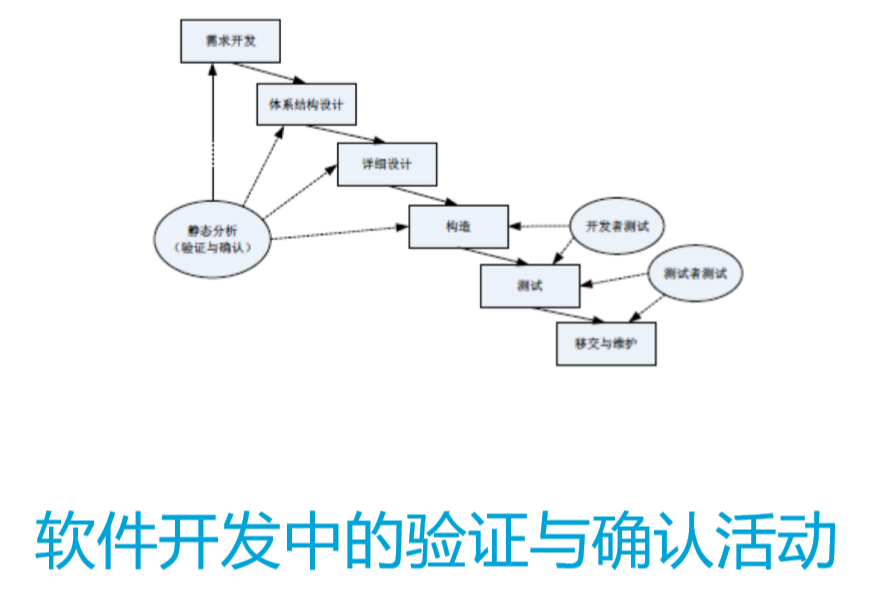 需求开发
体系结构设计
详细设计
静态分析
（验证与确认）
构造
开发者测试
测试
测试者测试
移交与维护
软件开发中的验证与确认活动